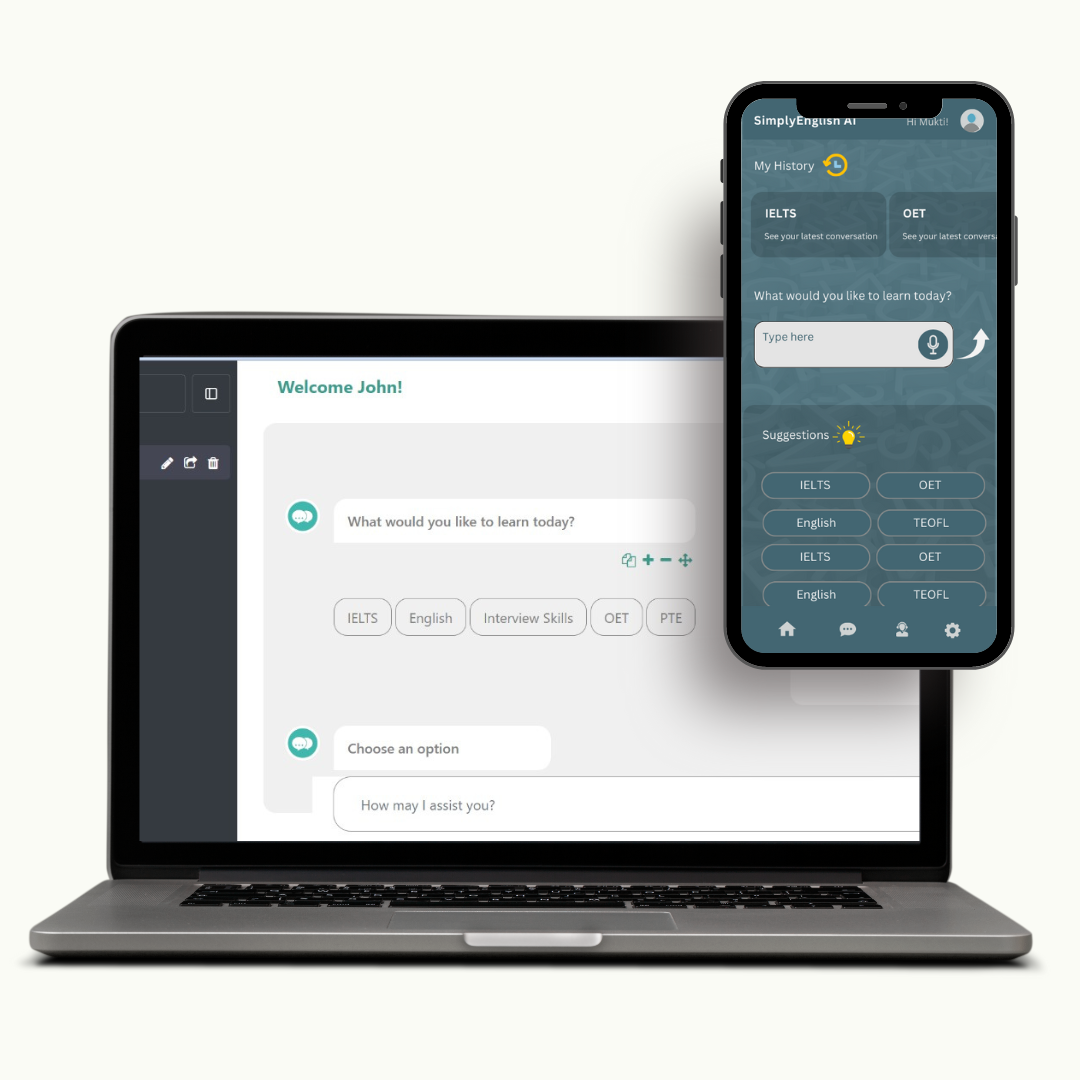 SimplyEnglish AI
Hi Mukti!
My History
IELTS
OET
See your latest conversation
See your latest conversa
What would you like to learn today?
Type here
Suggestions
IELTS
OET
English
TEOFL
IELTS
OET
English
TEOFL
Welcome John!
What would you like to learn today?
IELTS
English
Interview Skills
OET
PTE
Choose an option
How may I assist you?